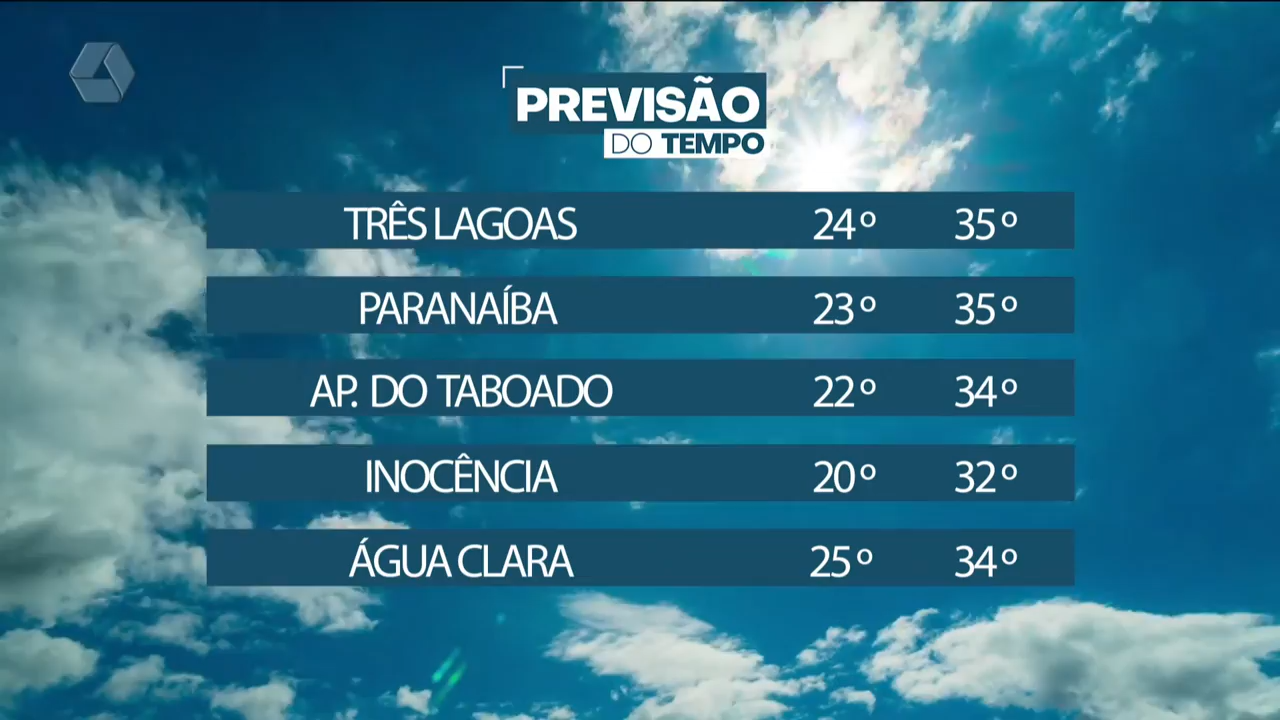 PREVISÃO
DO TEMPO
TRÊS LAGOAS 24º 35º
PARANAÍBA 23º 35º
AP. DO TABOADO 22º 34º
INOCÊNCIA 20º 32º
ÁGUA CLARA 25º 34º